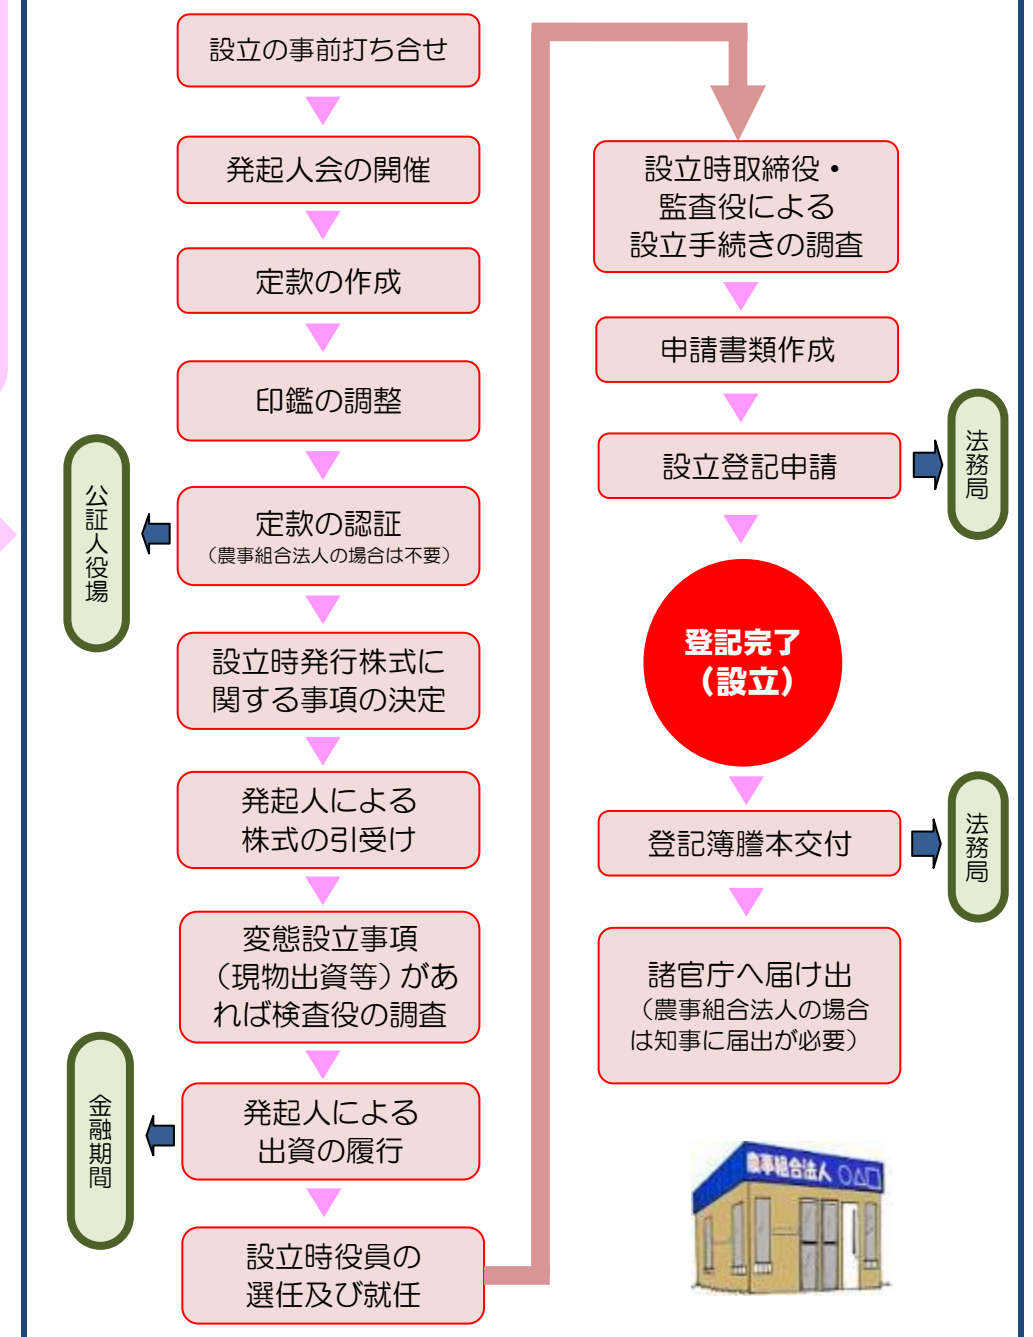 設立の事前打ち合せ
発起人会の開催
定款の作成
印鑑の調整
定款の認証
（農事組合法人の場合は不要）
公証人役場
設立時発行株式に
関する事項の決定
発起人による
株式の引受け
変態設立事項
（現物出資等）があ
れば検査役の調査
発起人による
出資の履行
金融期間
設立時役員の
選任及び就任
設立時取締役・
監査役による
設立手続きの調査
申請書類作成
設立登記申請
法務局
登記完了
（設立）
登記簿謄本交付
法務局
諸官庁へ届け出
（農事組合法人の場合
は知事に届出が必要）
農事組合法人 〇△□